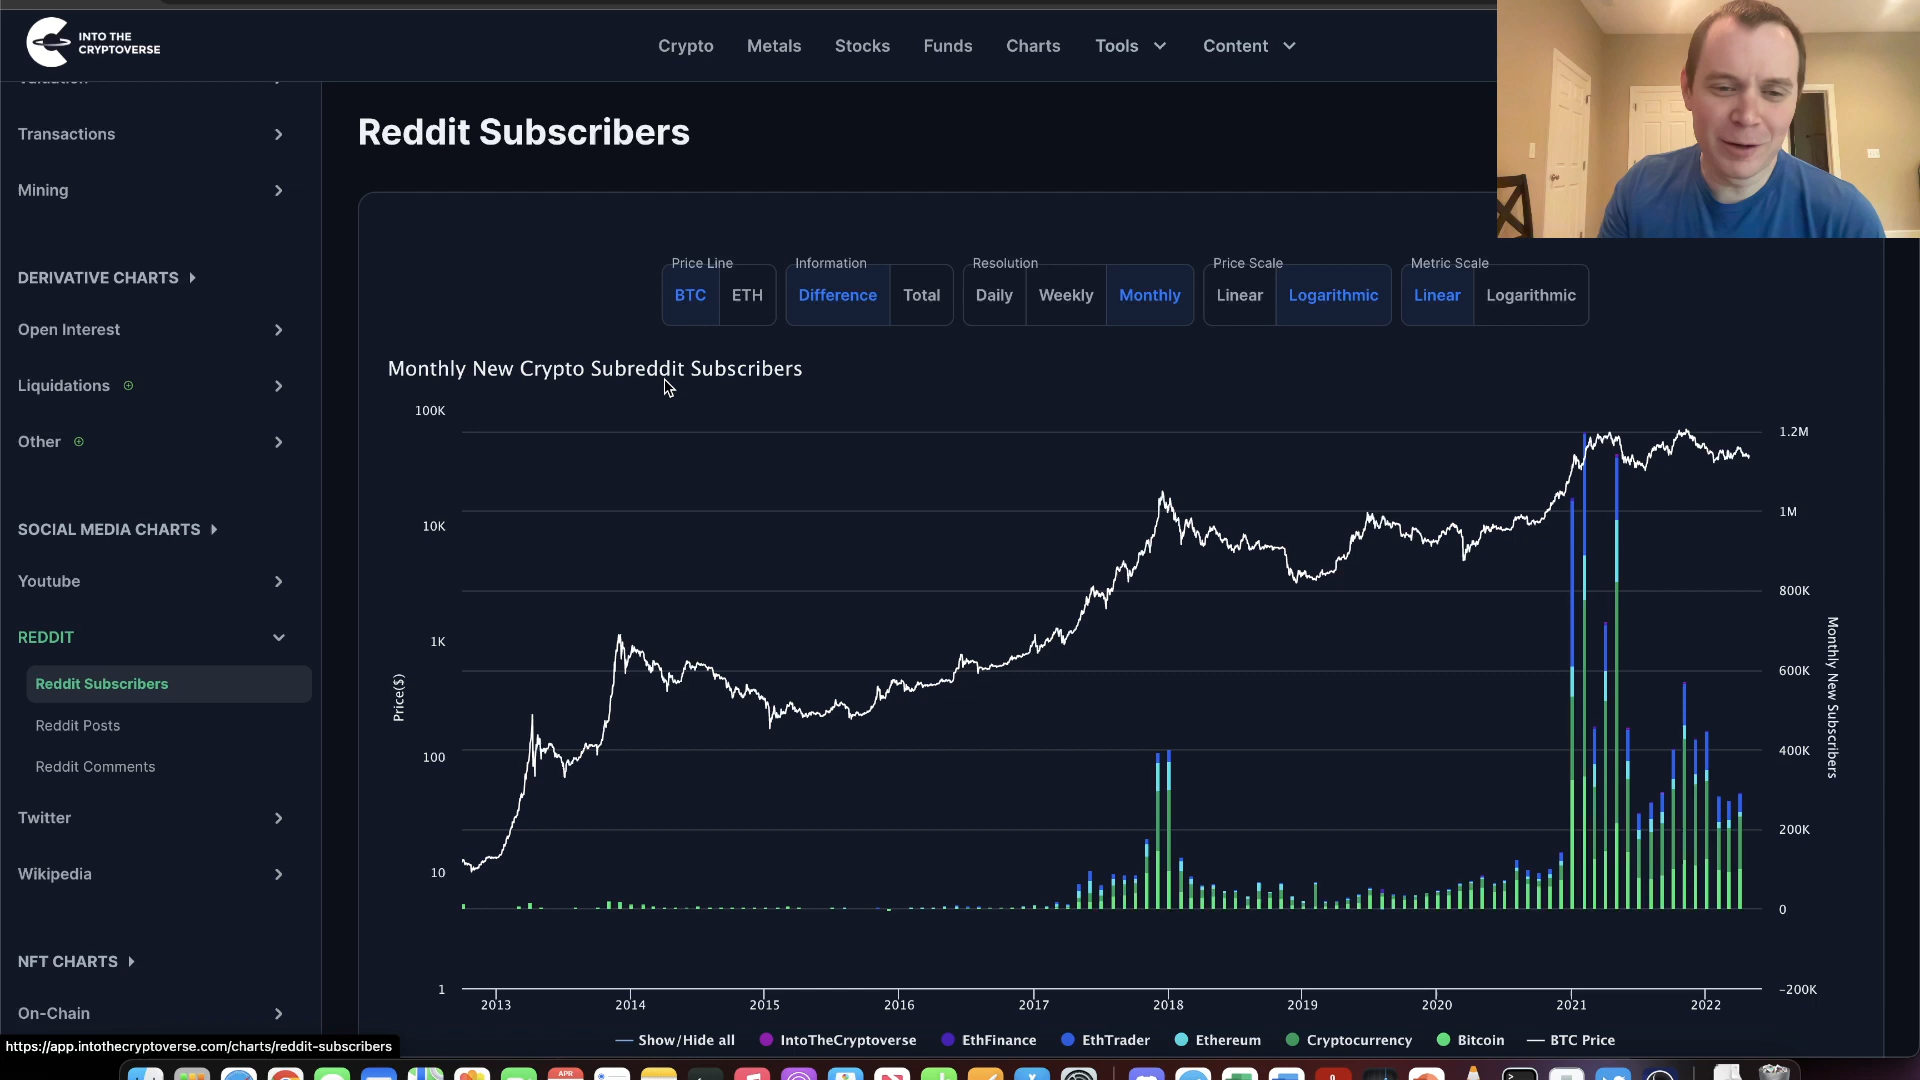 INTO THE
CRYPTOVERSE
Crypto
Metals
Stocks
Funds
Charts
Tools
Content
Valuation
Transactions
Mining
DERIVATIVE CHARTS
Open Interest
Liquidations
Other
SOCIAL MEDIA CHARTS
Youtube
REDDIT
Reddit Subscribers
Reddit Posts
Reddit Comments
Twitter
Wikipedia
NFT CHARTS
On-Chain
https://app.intothecryptoverse.com/charts/reddit-subscribers
Reddit Subscribers
Price Line
BTC ETH
Information
Difference Total
Resolution
Daily Weekly Monthly
Price Scale
Linear Logarithmic
Metric Scale
Linear Logarithmic
Monthly New Crypto Subreddit Subscribers
100K
10K
1K
100
10
1
Price($)
1.2M
1M
800K
600K
400K
200K
0
-200K
Monthly New Subscribers
2013 2014 2015 2016 2017 2018 2019 2020 2021 2022
Show/Hide all IntoTheCryptoverse EthFinance EthTrader Ethereum Cryptocurrency Bitcoin BTC Price
APR